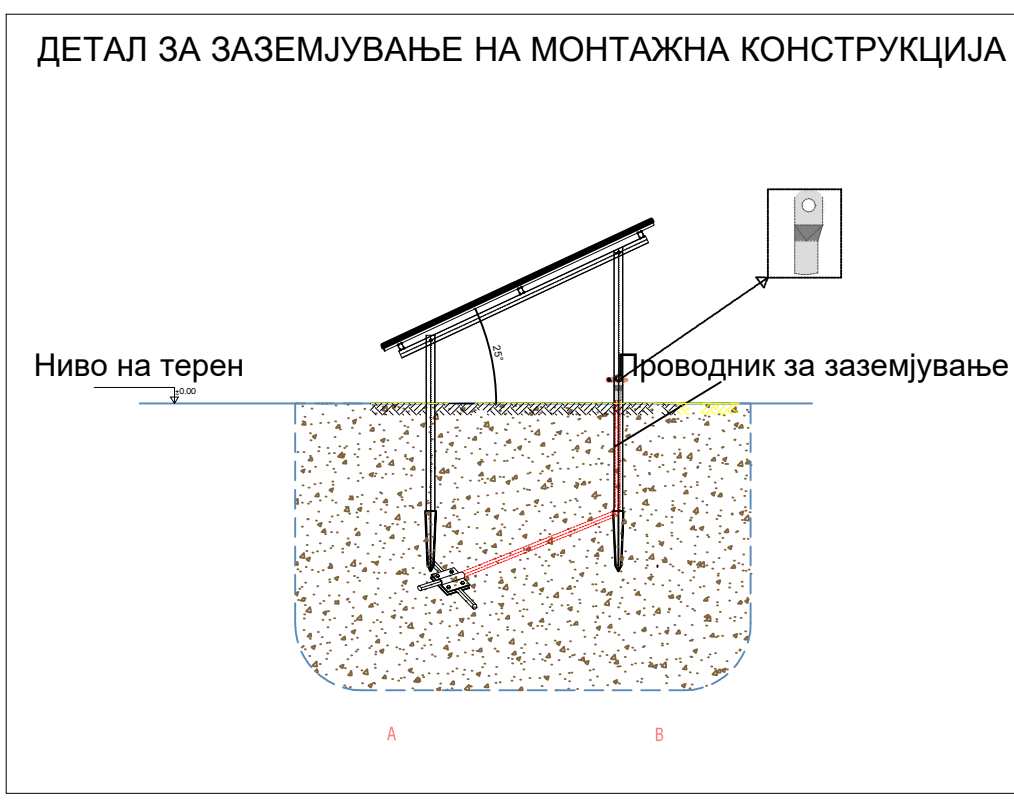 ДЕТАЛ ЗА ЗАЗЕМЈУВАЊЕ НА МОНТАЖНА КОНСТРУКЦИЈА
25°
Ниво на терен
Проводник за заземјување
±0.00
A
B